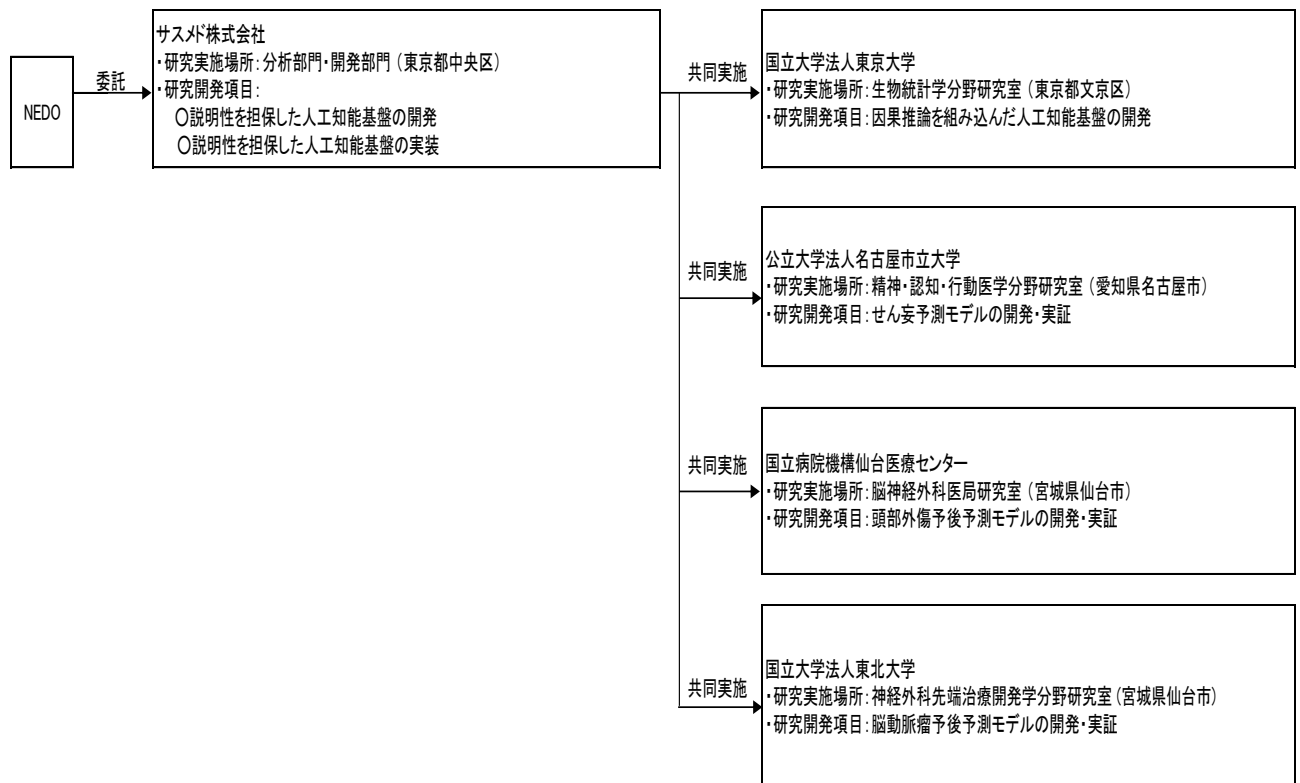 NEDO
委託
サスメド株式会社
・研究実施場所：分析部門・開発部門（東京都中央区）
・研究開発項目：
〇説明性を担保した人工知能基盤の開発
〇説明性を担保した人工知能基盤の実装
共同実施
国立大学法人東京大学
・研究実施場所：生物統計学分野研究室（東京都文京区）
・研究開発項目：因果推論を組み込んだ人工知能基盤の開発
共同実施
公立大学法人名古屋市立大学
・研究実施場所：精神・認知・行動医学分野研究室（愛知県名古屋市）
・研究開発項目：せん妄予測モデルの開発・実証
共同実施
国立病院機構仙台医療センター
・研究実施場所：脳神経外科医局研究室（宮城県仙台市）
・研究開発項目：頭部外傷予後予測モデルの開発・実証
共同実施
国立大学法人東北大学
・研究実施場所：神経外科先端治療開発学分野研究室（宮城県仙台市）
・研究開発項目：脳動脈瘤予後予測モデルの開発・実証